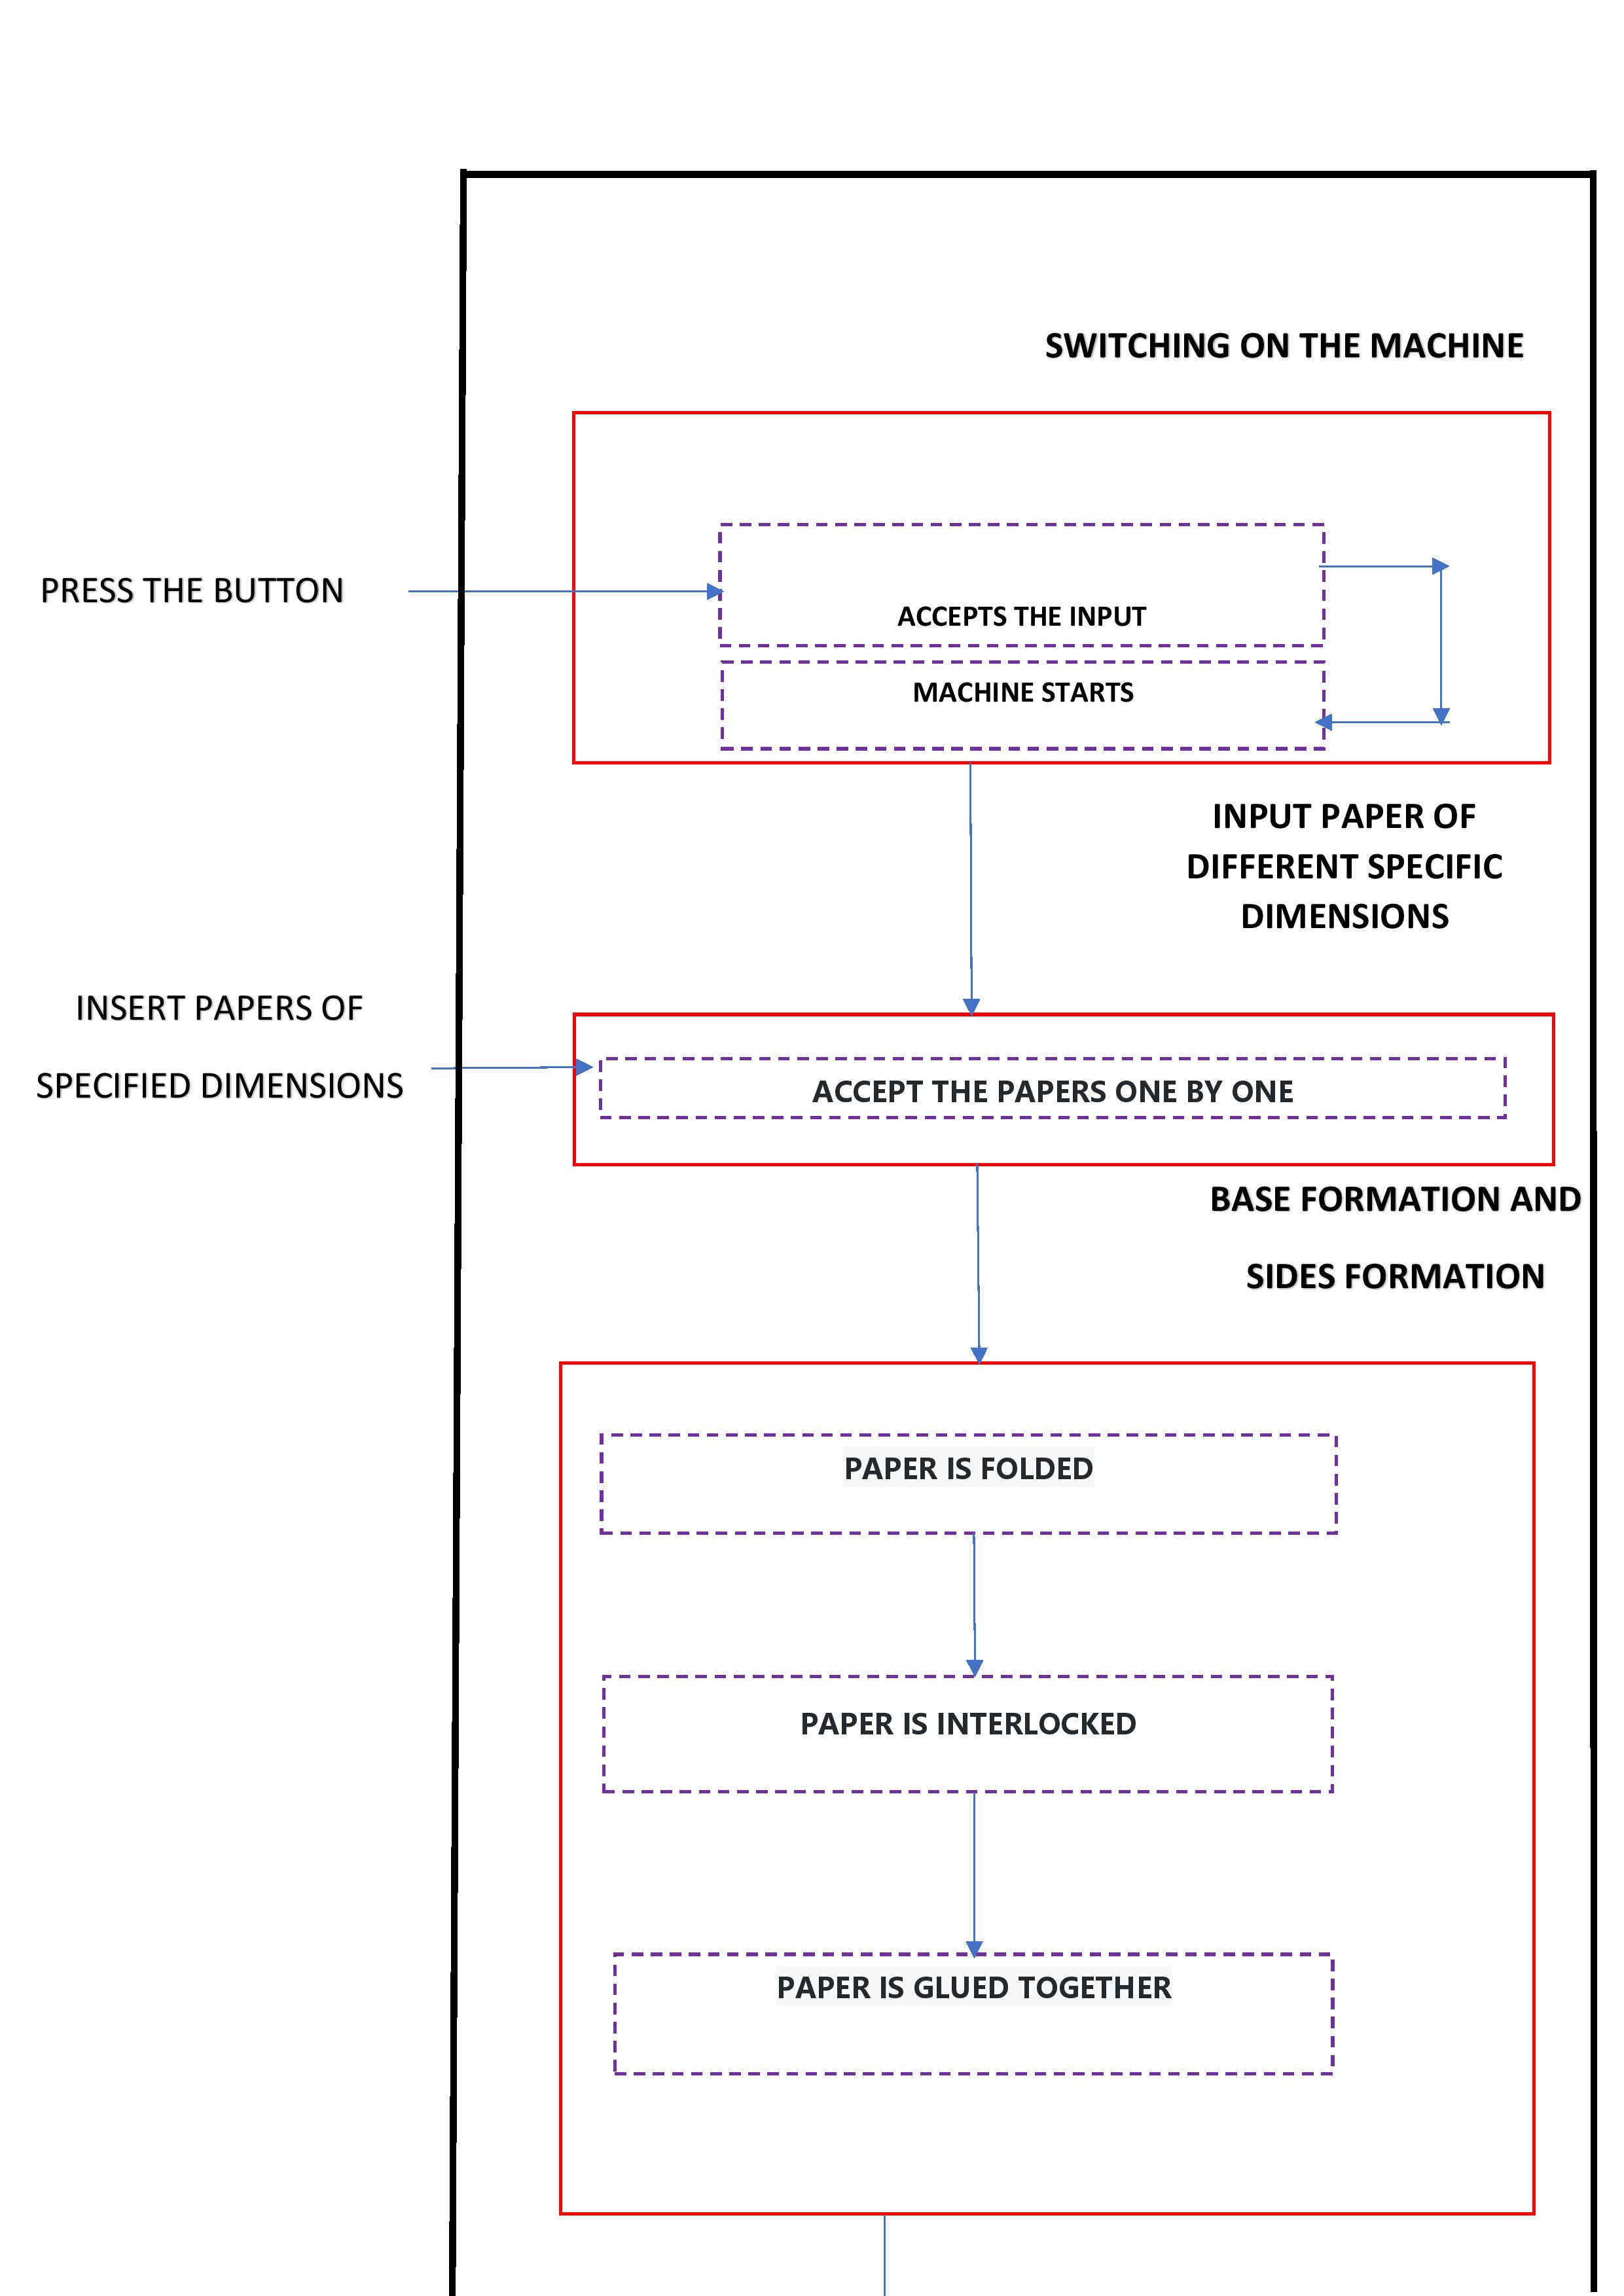 SWITCHING ON THE MACHINE
PRESS THE BUTTON
ACCEPTS THE INPUT
MACHINE STARTS
INPUT PAPER OF
DIFFERENT SPECIFIC
DIMENSIONS
INSERT PAPERS OF
SPECIFIED DIMENSIONS
ACCEPT THE PAPERS ONE BY ONE
BASE FORMATION AND
SIDES FORMATION
PAPER IS FOLDED
PAPER IS INTERLOCKED
PAPER IS GLUED TOGETHER